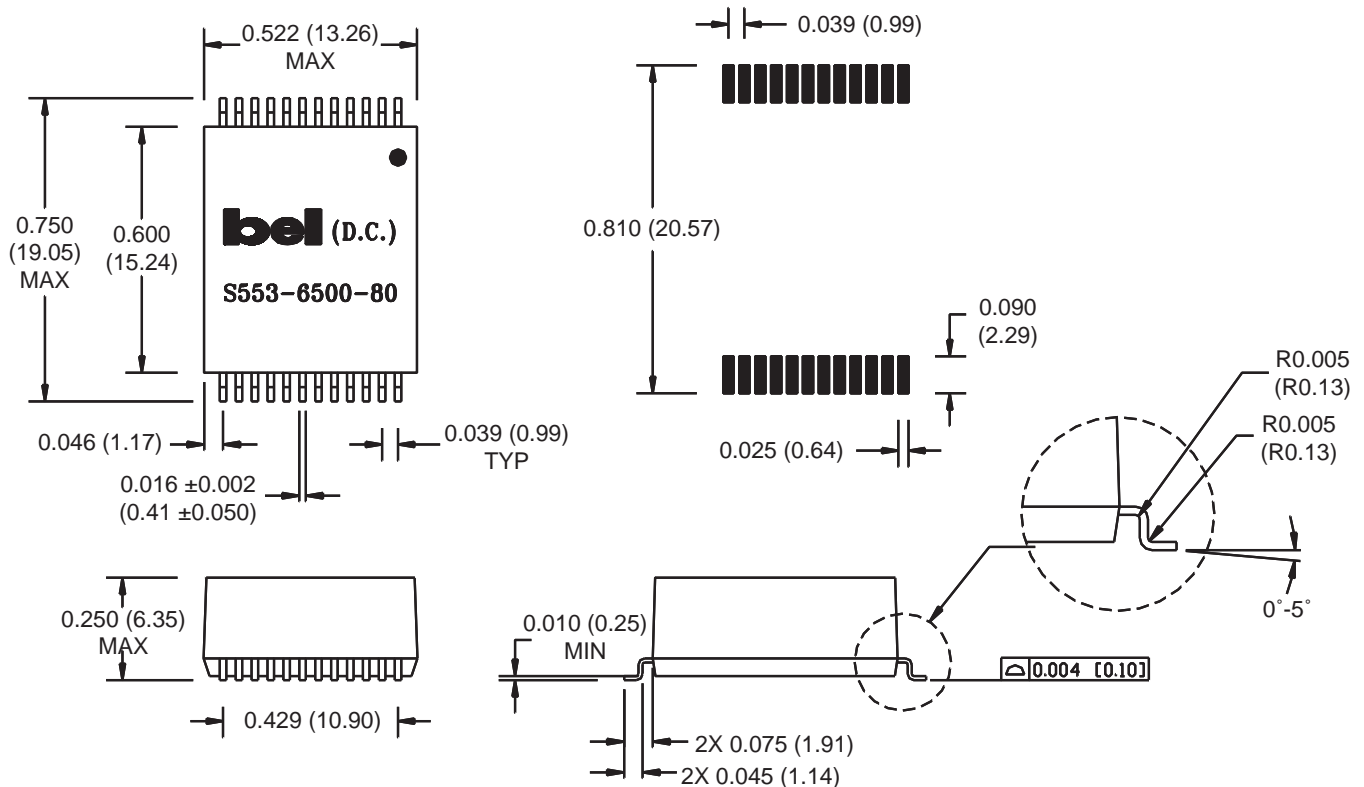 0.522 (13.26)
MAX
0.039 (0.99)
0.750
(19.05)
MAX
0.600
(15.24)
bel (D.C.)
S553-6500-80
0.810 (20.57)
0.090
(2.29)
0.046 (1.17)
0.039 (0.99)
TYP
0.016 ±0.002
(0.41 ±0.050)
0.025 (0.64)
R0.005
(R0.13)
R0.005
(R0.13)
0°-5°
0.250 (6.35)
MAX
0.429 (10.90)
0.010 (0.25)
MIN
0.004 [0.10]
2X 0.075 (1.91)
2X 0.045 (1.14)